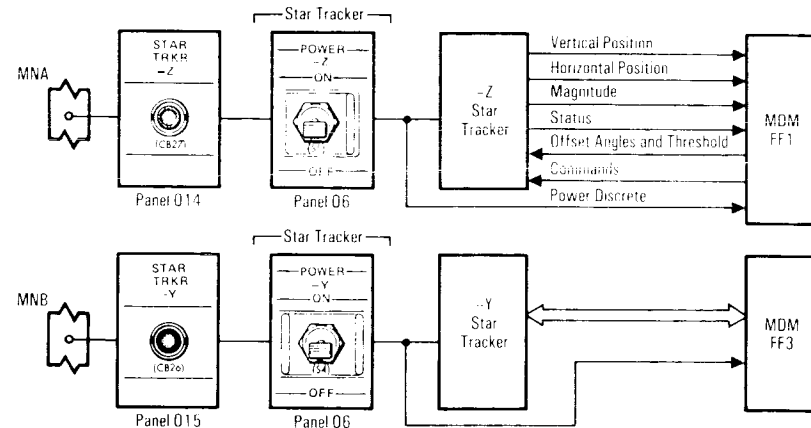 Star Tracker
MNA
STAR
TRKR
-Z
(CB27)
Panel O14
POWER
-Z
ON
OFF
Panel O6
-Z
Star
Tracker
Vertical Position
Horizontal Position
Magnitude
Status
Offset Angles and Threshold
Commands
Power Discrete
MDM
FF1
Star Tracker
MNB
STAR
TRKR
-Y
(CB26)
Panel O15
POWER
-Y
ON
(S4)
OFF
Panel O6
-Y
Star
Tracker
MDM
FF3